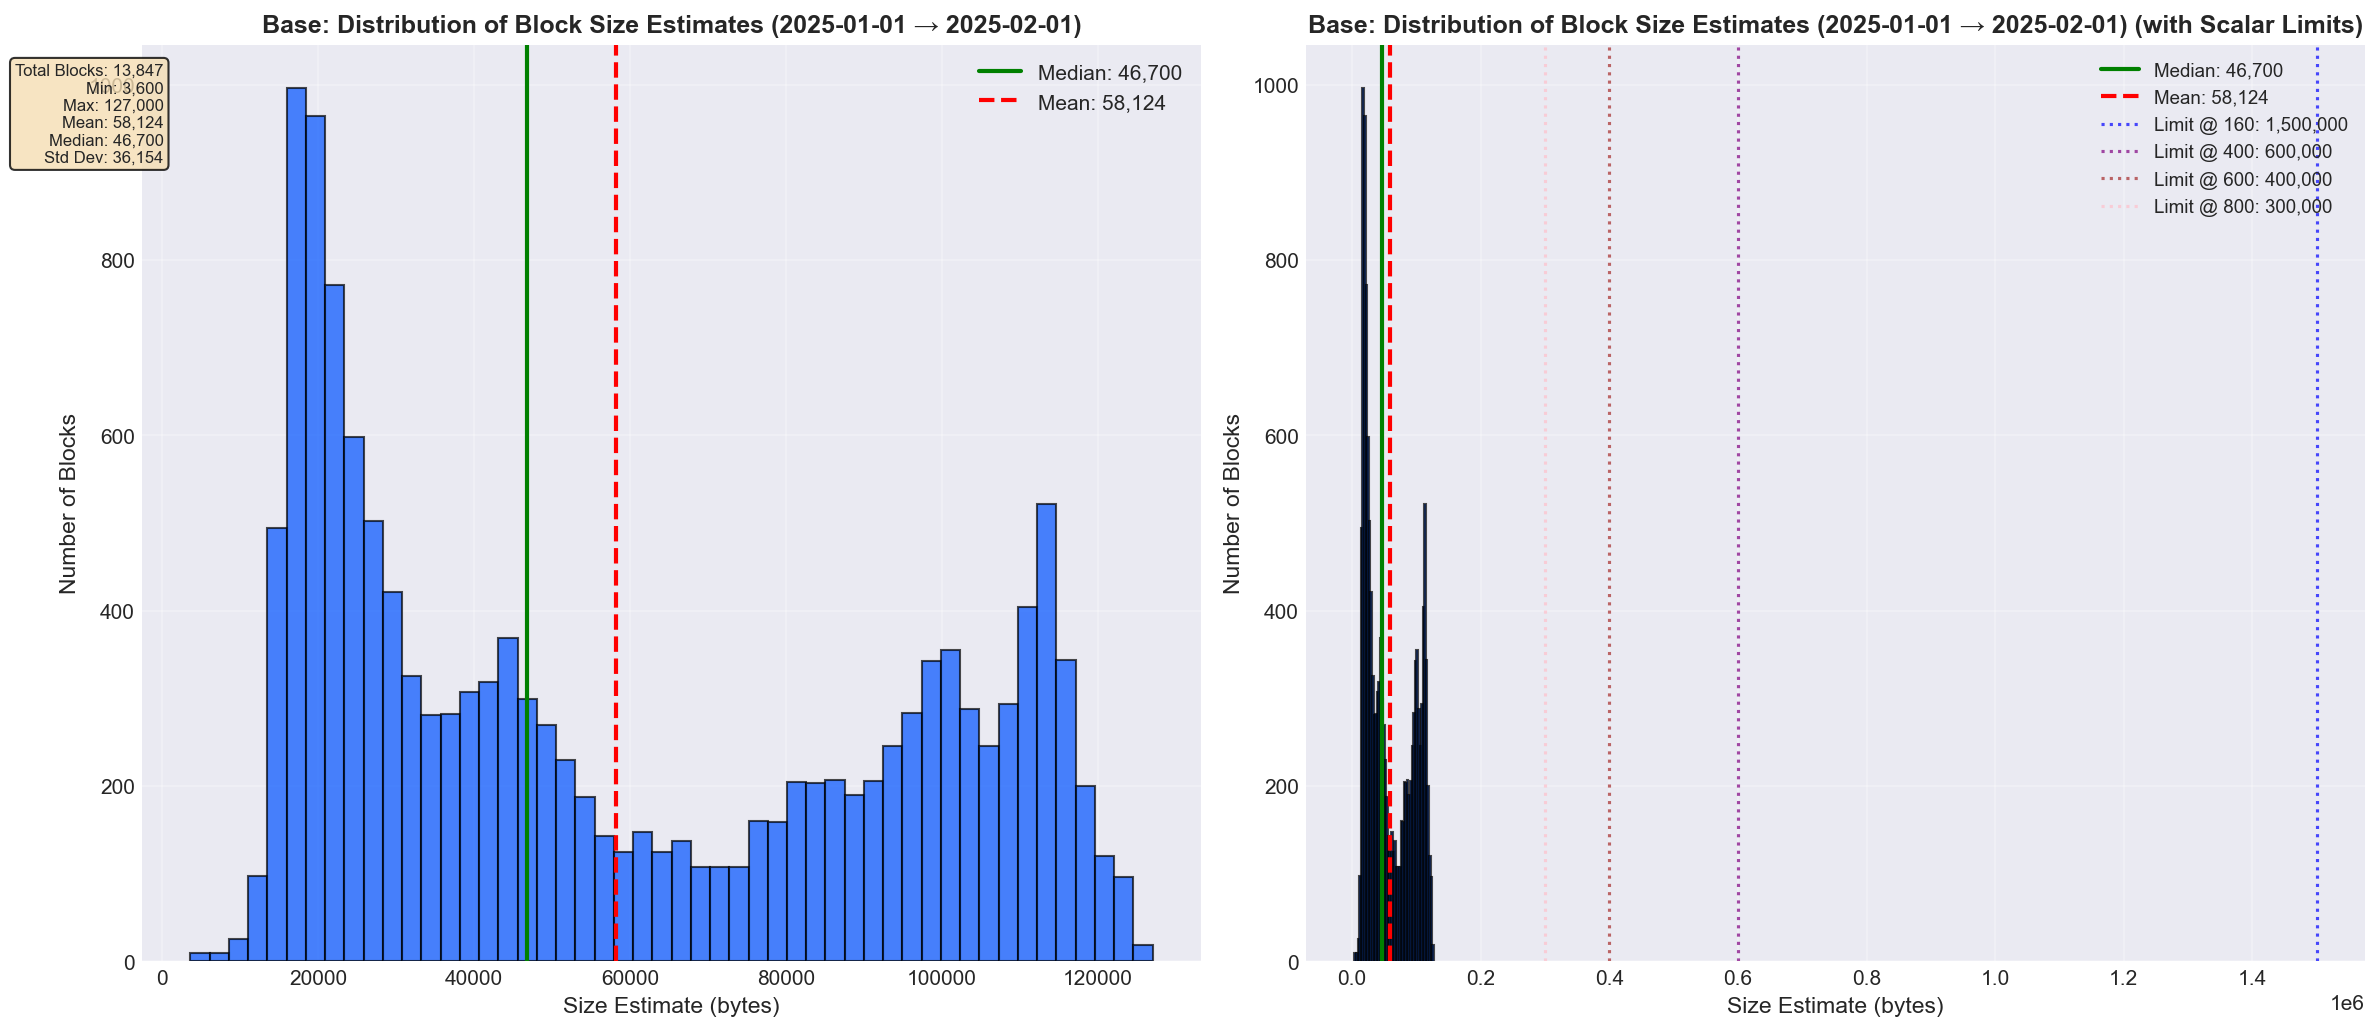 Base: Distribution of Block Size Estimates (2025-01-01 → 2025-02-01)
Total Blocks: 13,847
Min: 3,600
Max: 127,000
Mean: 58,124
Median: 46,700
Std Dev: 36,154
Median: 46,700
Mean: 58,124
1000
800
600
400
200
0
Number of Blocks
0
20000
40000
60000
80000
100000
120000
Size Estimate (bytes)
Base: Distribution of Block Size Estimates (2025-01-01 → 2025-02-01) (with Scalar Limits)
Median: 46,700
Mean: 58,124
Limit @ 160: 1,500,000
Limit @ 400: 600,000
Limit @ 600: 400,000
Limit @ 800: 300,000
1000
800
600
400
200
0
Number of Blocks
0.0
0.2
0.4
0.6
0.8
1.0
1.2
1.4
1e6
Size Estimate (bytes)